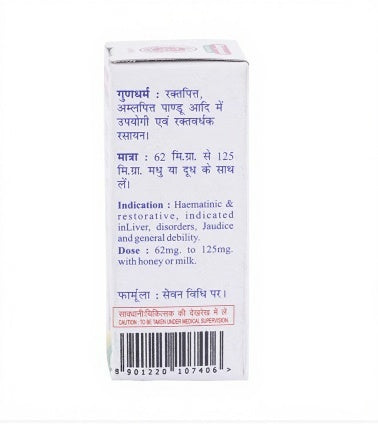 गुणधर्म : रक्तपित्त,
अम्लपित्त पाण्डू आदि में
उपयोगी एवं रक्तवर्धक
रसायन।
मात्रा : 62 मि.ग्रा. से 125
मि.ग्रा. मधु या दूध के साथ
लें।
Indication : Haematinic &
restorative, indicated
inLiver, disorders, Jaudice
and general debility.
Dose : 62mg. to 125mg.
with honey or milk.
फार्मूला : सेवन विधि पर।
सावधानी:चिकित्सक की देखरेख में लें
CAUTION : TO BE TAKEN UNDER MEDICAL SUPERVISION
8 901220 107406 >